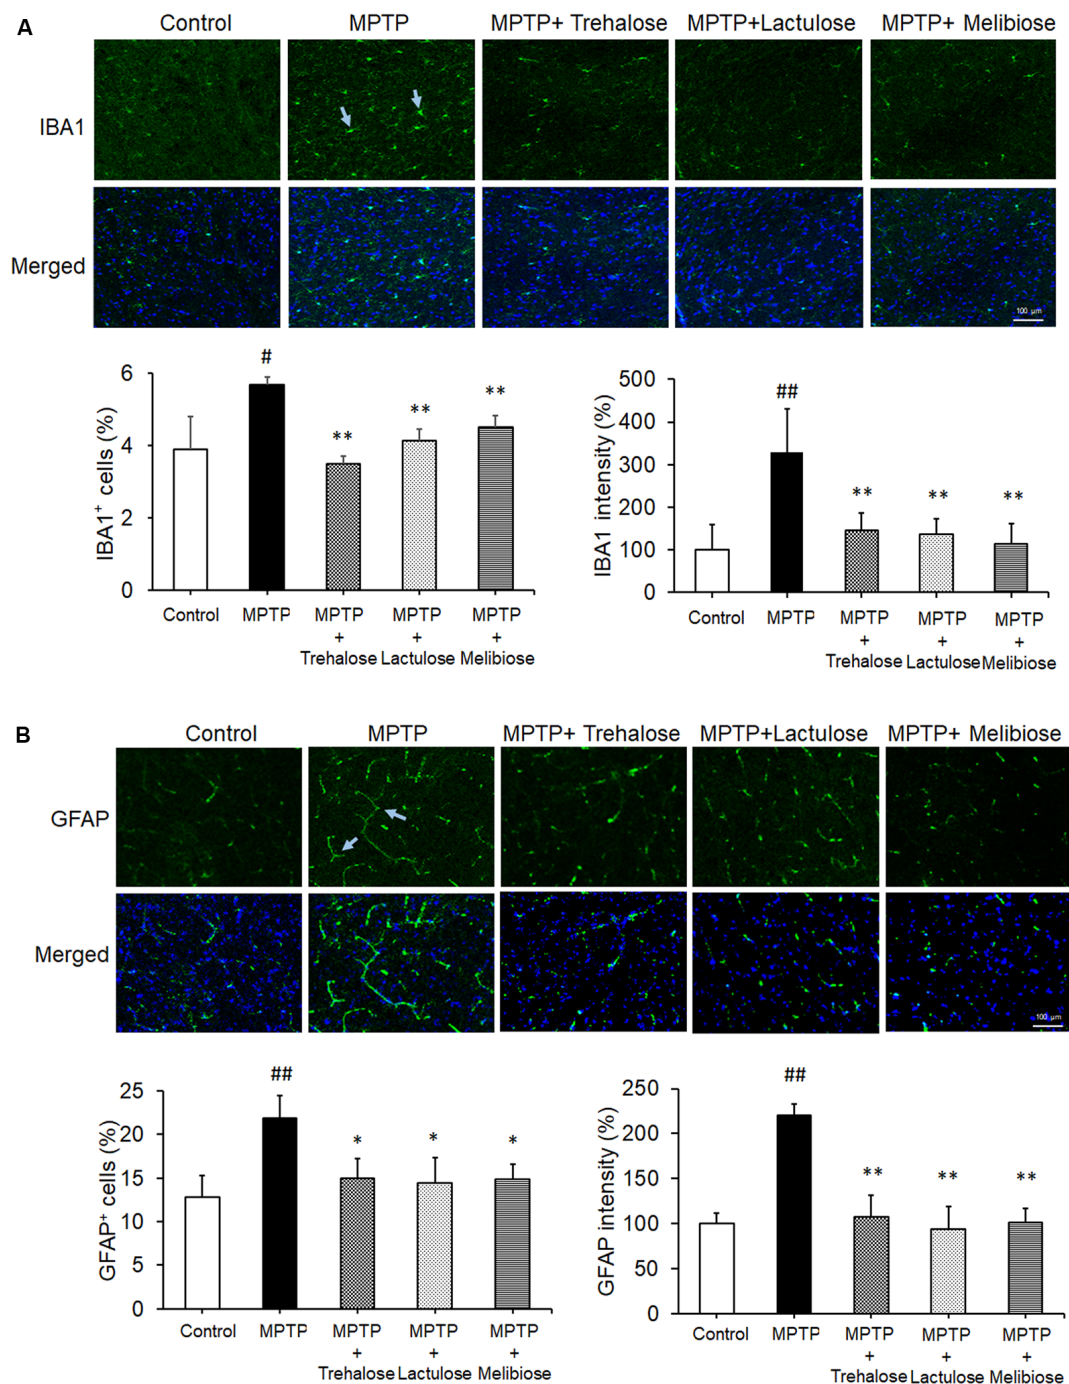 A
Control MPTP MPTP+ Trehalose MPTP+Lactulose MPTP+ Melibiose
IBA1
Merged
100 µm
IBA1+ cells (%)
6
4
2
0
#
**
**
**
Control MPTP MPTP MPTP MPTP
+ + +
Trehalose Lactulose Melibiose
IBA1 intensity (%)
500
400
300
200
100
0
##
**
**
**
Control MPTP MPTP MPTP MPTP
+ + +
Trehalose Lactulose Melibiose
B
Control MPTP MPTP+ Trehalose MPTP+Lactulose MPTP+ Melibiose
GFAP
Merged
100 µm
GFAP+ cells (%)
25
20
15
10
5
0
##
*
*
*
Control MPTP MPTP MPTP MPTP
+ + +
Trehalose Lactulose Melibiose
GFAP intensity (%)
250
200
150
100
50
0
##
**
**
**
Control MPTP MPTP MPTP MPTP
+ + +
Trehalose Lactulose Melibiose